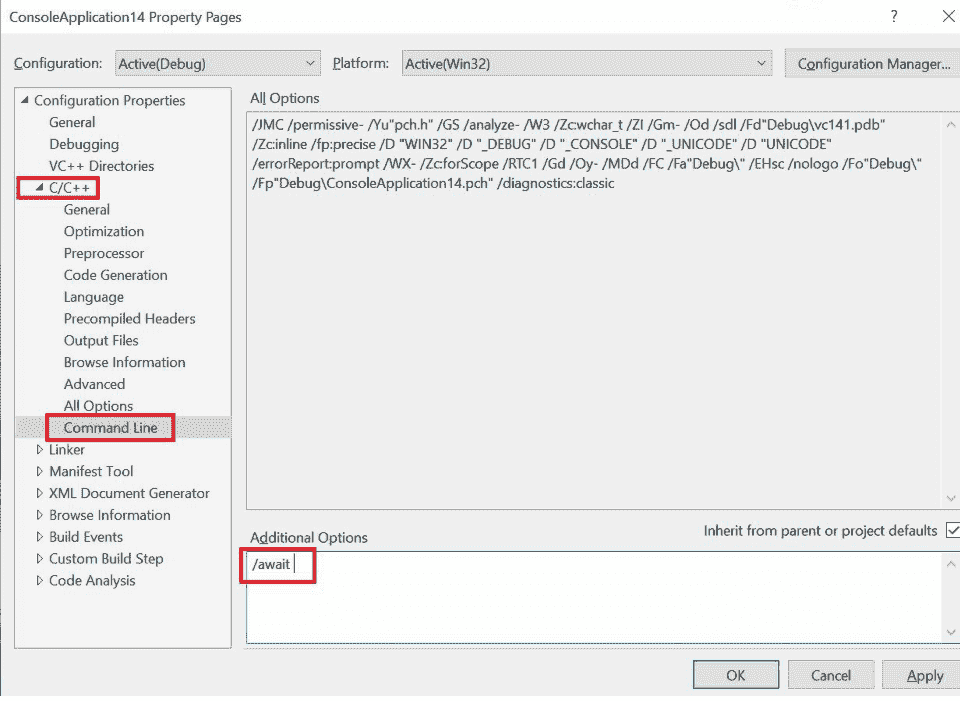 ConsoleApplication14 Property Pages
?
Configuration: Active(Debug) Platform: Active(Win32) Configuration Manager...
Configuration Properties
General
Debugging
VC++ Directories
C/C++
General
Optimization
Preprocessor
Code Generation
Language
Precompiled Headers
Output Files
Browse Information
Advanced
All Options
Command Line
Linker
Manifest Tool
XML Document Generator
Browse Information
Build Events
Custom Build Step
Code Analysis
All Options
/JMC /permissive- /Yu"pch.h" /GS /analyze- /W3 /Zc:wchar_t /ZI /Gm- /Od /sdl /Fd"Debug\vc141.pdb"
/Zc:inline /fp:precise /D "WIN32" /D "_DEBUG" /D "_CONSOLE" /D "_UNICODE" /D "UNICODE"
/errorReport:prompt /WX- /Zc:forScope /RTC1 /Gd /Oy- /MDd /FC /Fa"Debug\" /EHsc /nologo /Fo"Debug\"
/Fp"Debug\ConsoleApplication14.pch" /diagnostics:classic
Additional Options
Inherit from parent or project defaults
/await
OK Cancel Apply